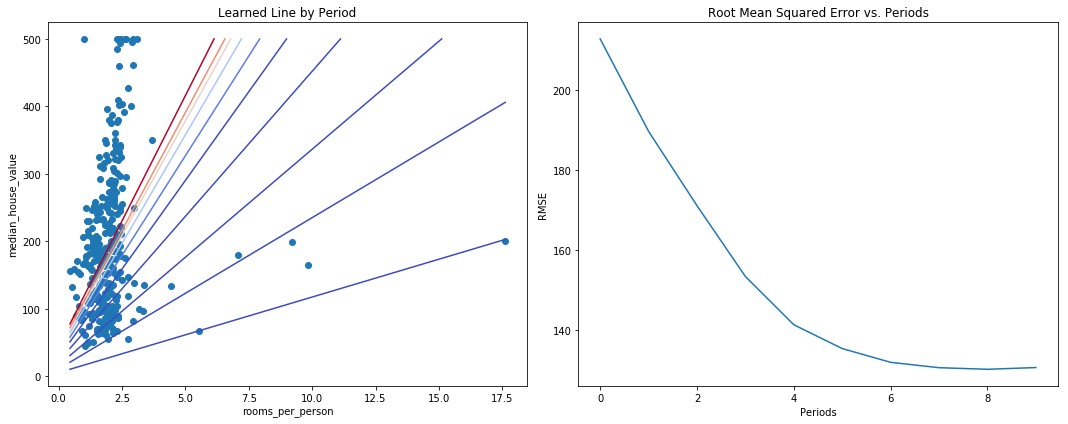 Learned Line by Period
500
400
300
200
100
0
median_house_value
0.0 2.5 5.0 7.5 10.0 12.5 15.0 17.5
rooms_per_person
Root Mean Squared Error vs. Periods
200
180
160
140
RMSE
0 2 4 6 8
Periods